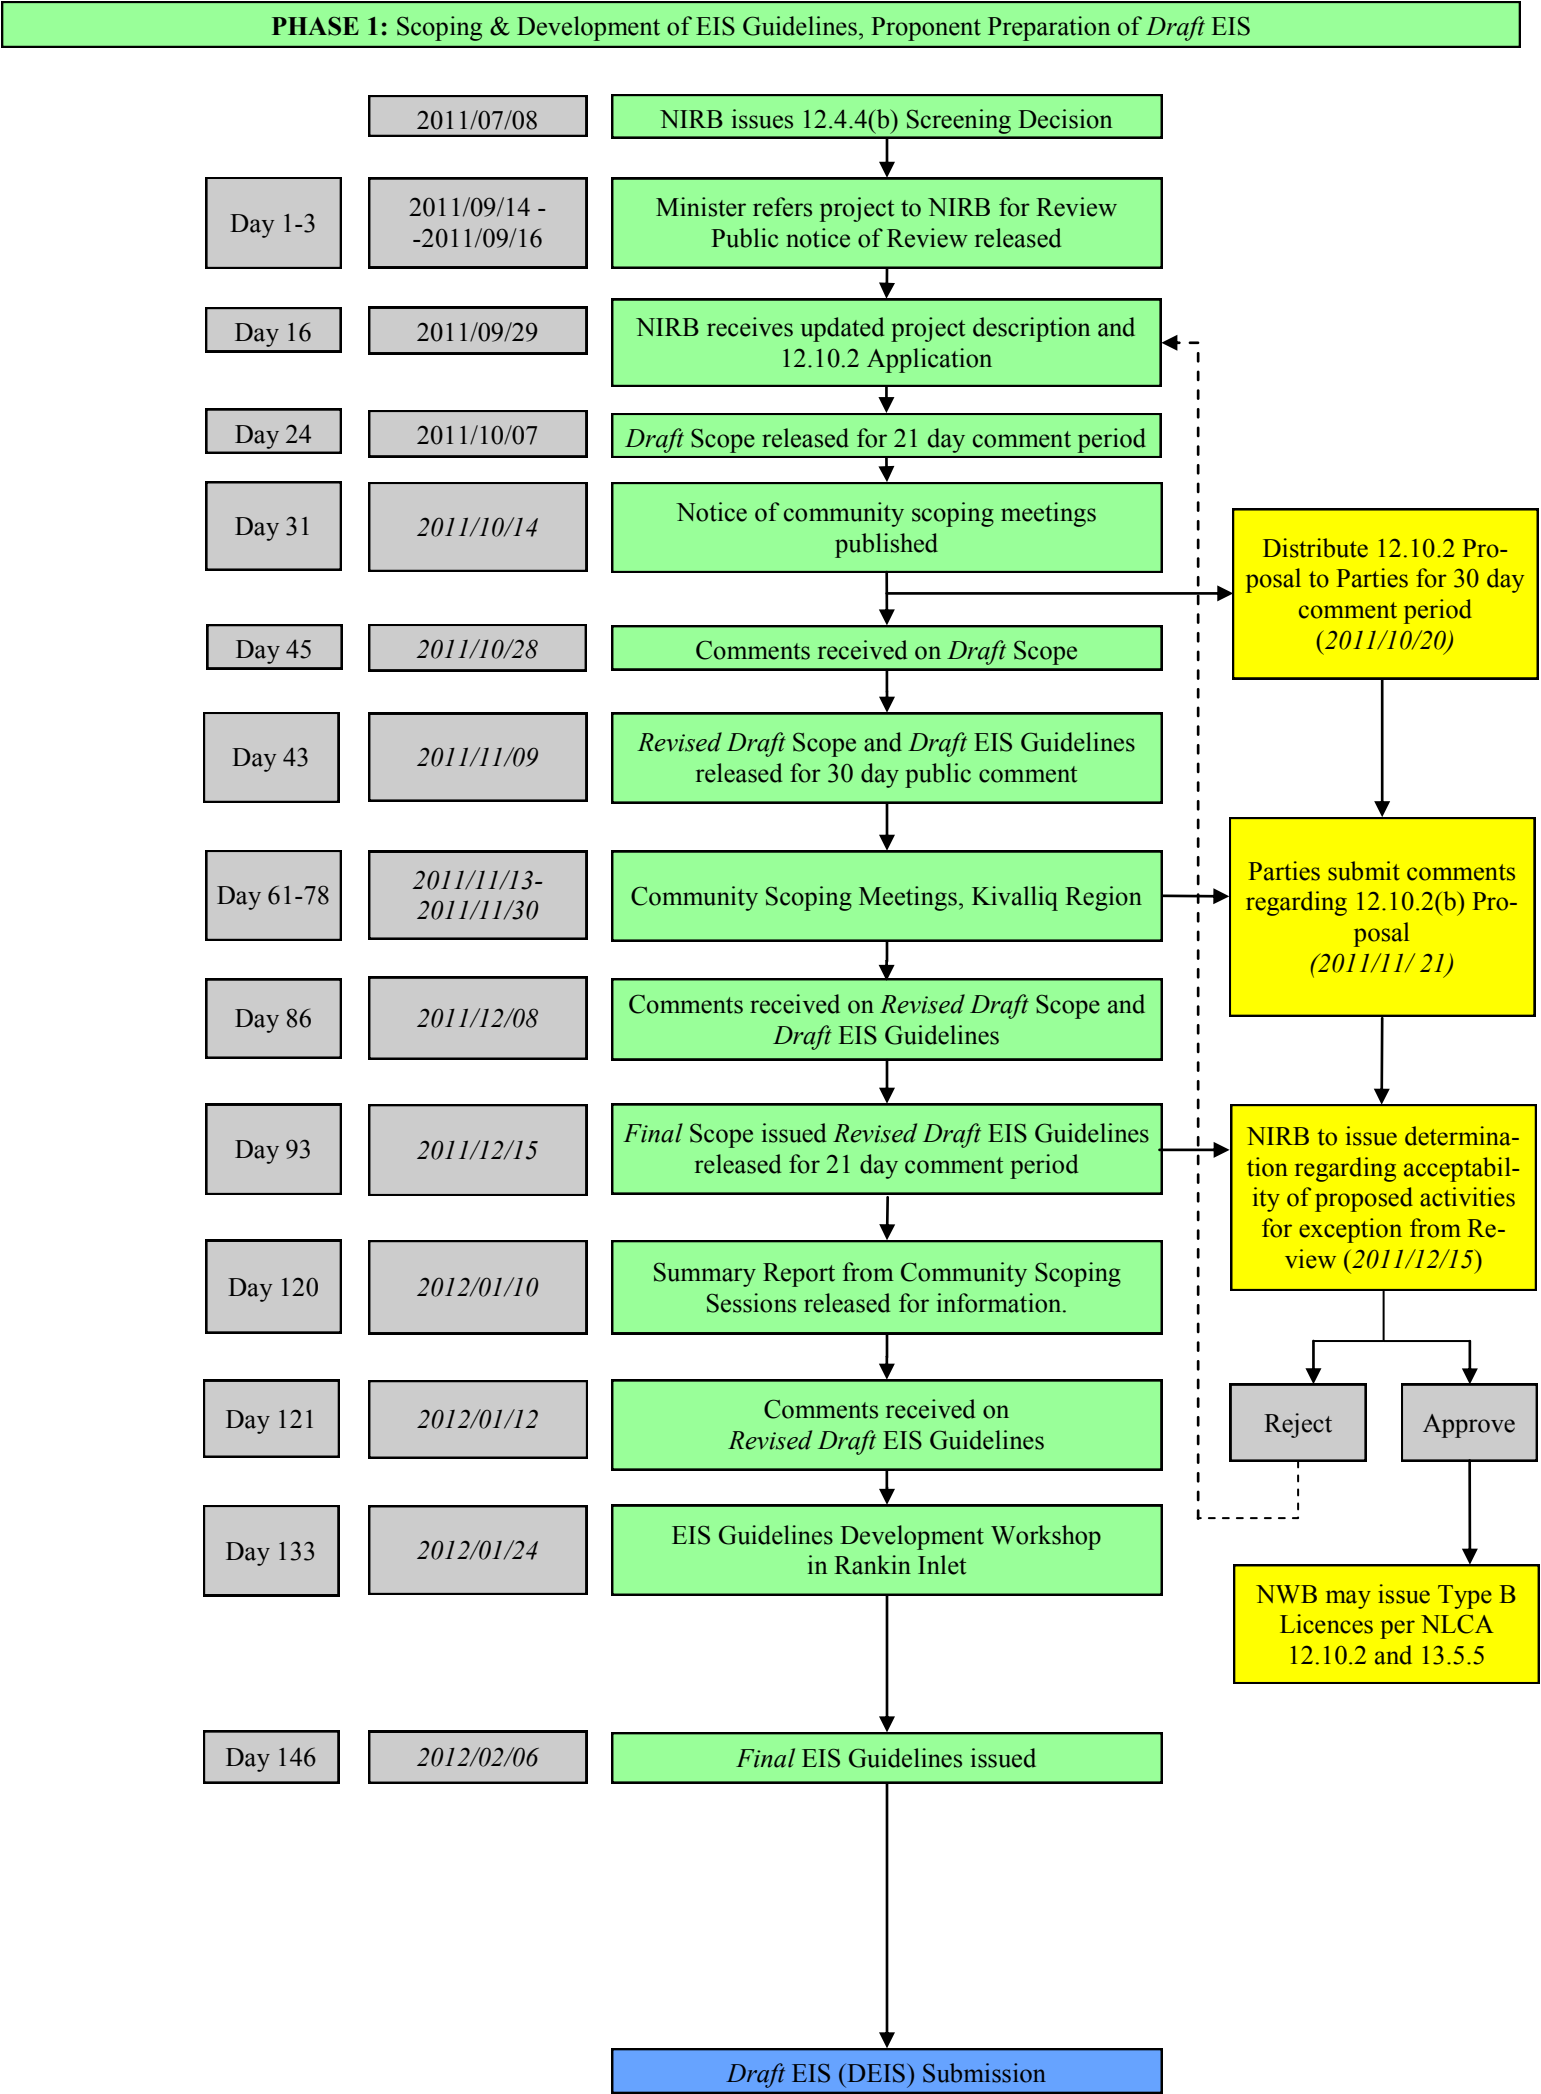 PHASE 1: Scoping & Development of EIS Guidelines, Proponent Preparation of Draft EIS
2011/07/08
NIRB issues 12.4.4(b) Screening Decision
Day 1-3
2011/09/14 -
-2011/09/16
Minister refers project to NIRB for Review
Public notice of Review released
Day 16
2011/09/29
NIRB receives updated project description and
12.10.2 Application
Day 24
2011/10/07
Draft Scope released for 21 day comment period
Day 31
2011/10/14
Notice of community scoping meetings
published
Distribute 12.10.2 Pro-
posal to Parties for 30 day
comment period
(2011/10/20)
Day 45
2011/10/28
Comments received on Draft Scope
Day 43
2011/11/09
Revised Draft Scope and Draft EIS Guidelines
released for 30 day public comment
Day 61-78
2011/11/13-
2011/11/30
Community Scoping Meetings, Kivalliq Region
Parties submit comments
regarding 12.10.2(b) Pro-
posal
(2011/11/ 21)
Day 86
2011/12/08
Comments received on Revised Draft Scope and
Draft EIS Guidelines
Day 93
2011/12/15
Final Scope issued Revised Draft EIS Guidelines
released for 21 day comment period
NIRB to issue determina-
tion regarding acceptabil-
ity of proposed activities
for exception from Re-
view (2011/12/15)
Day 120
2012/01/10
Summary Report from Community Scoping
Sessions released for information.
Day 121
2012/01/12
Comments received on
Revised Draft EIS Guidelines
Reject
Approve
Day 133
2012/01/24
EIS Guidelines Development Workshop
in Rankin Inlet
NWB may issue Type B
Licences per NLCA
12.10.2 and 13.5.5
Day 146
2012/02/06
Final EIS Guidelines issued
Draft EIS (DEIS) Submission